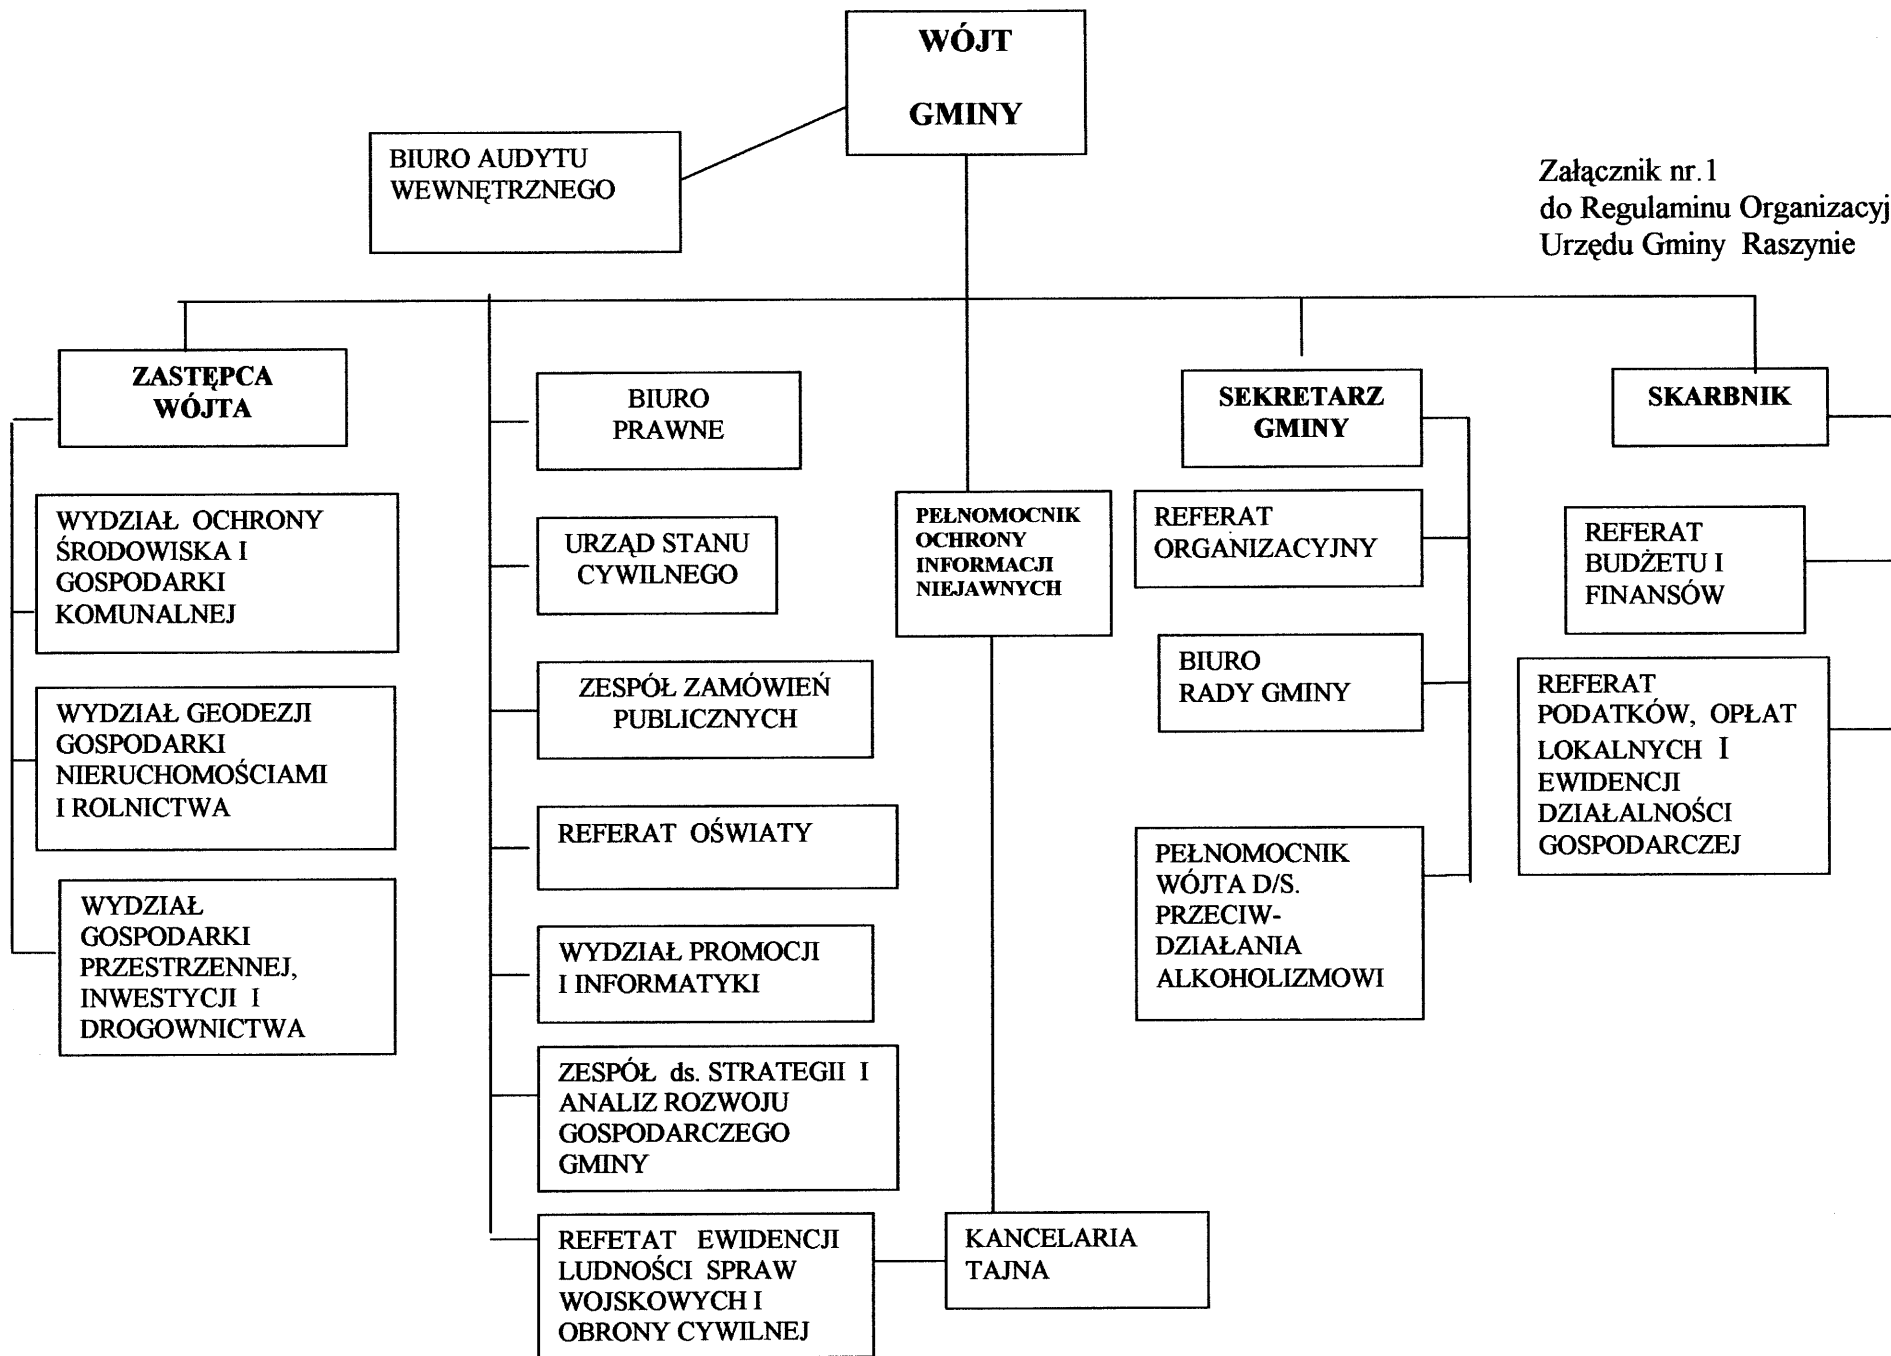 WÓJT
GMINY
BIURO AUDYTU
WEWNĘTRZNEGO
Załącznik nr.1
do Regulaminu Organizacyj
Urzędu Gminy Raszynie
ZASTĘPCA
WÓJTA
WYDZIAŁ OCHRONY
ŚRODOWISKA I
GOSPODARKI
KOMUNALNEJ
WYDZIAŁ GEODEZJI
GOSPODARKI
NIERUCHOMOŚCIAMI
I ROLNICTWA
WYDZIAŁ
GOSPODARKI
PRZESTRZENNEJ,
INWESTYCJI I
DROGOWNICTWA
BIURO
PRAWNE
URZĄD STANU
CYWILNEGO
ZESPÓŁ ZAMÓWIEŃ
PUBLICZNYCH
REFERAT OŚWIATY
WYDZIAŁ PROMOCJI
I INFORMATYKI
ZESPÓŁ ds. STRATEGII I
ANALIZ ROZWOJU
GOSPODARCZEGO
GMINY
REFETAT EWIDENCJI
LUDNOŚCI SPRAW
WOJSKOWYCH I
OBRONY CYWILNEJ
PEŁNOMOCNIK
OCHRONY
INFORMACJI
NIEJAWNYCH
KANCELARIA
TAJNA
SEKRETARZ
GMINY
REFERAT
ORGANIZACYJNY
BIURO
RADY GMINY
PEŁNOMOCNIK
WÓJTA D/S.
PRZECIW-
DZIAŁANIA
ALKOHOLIZMOWI
SKARBNIK
REFERAT
BUDŻETU I
FINANSÓW
REFERAT
PODATKÓW, OPŁAT
LOKALNYCH I
EWIDENCJI
DZIAŁALNOŚCI
GOSPODARCZEJ